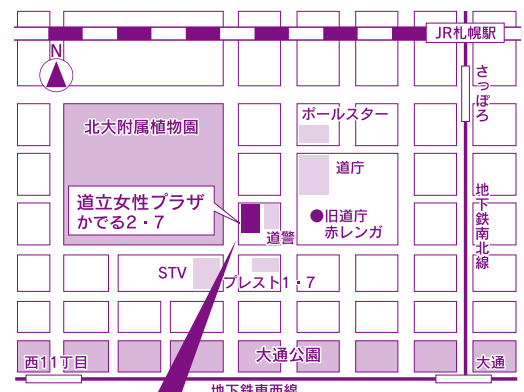 JR札幌駅
N
さっぽろ
ポールスター
北大附属植物園
道庁
道立女性プラザ
かでる2・7
地下鉄南北線
●旧道庁
赤レンガ
道警
STV
プレスト1・7
大通公園
西11丁目
大通
地下鉄東西線